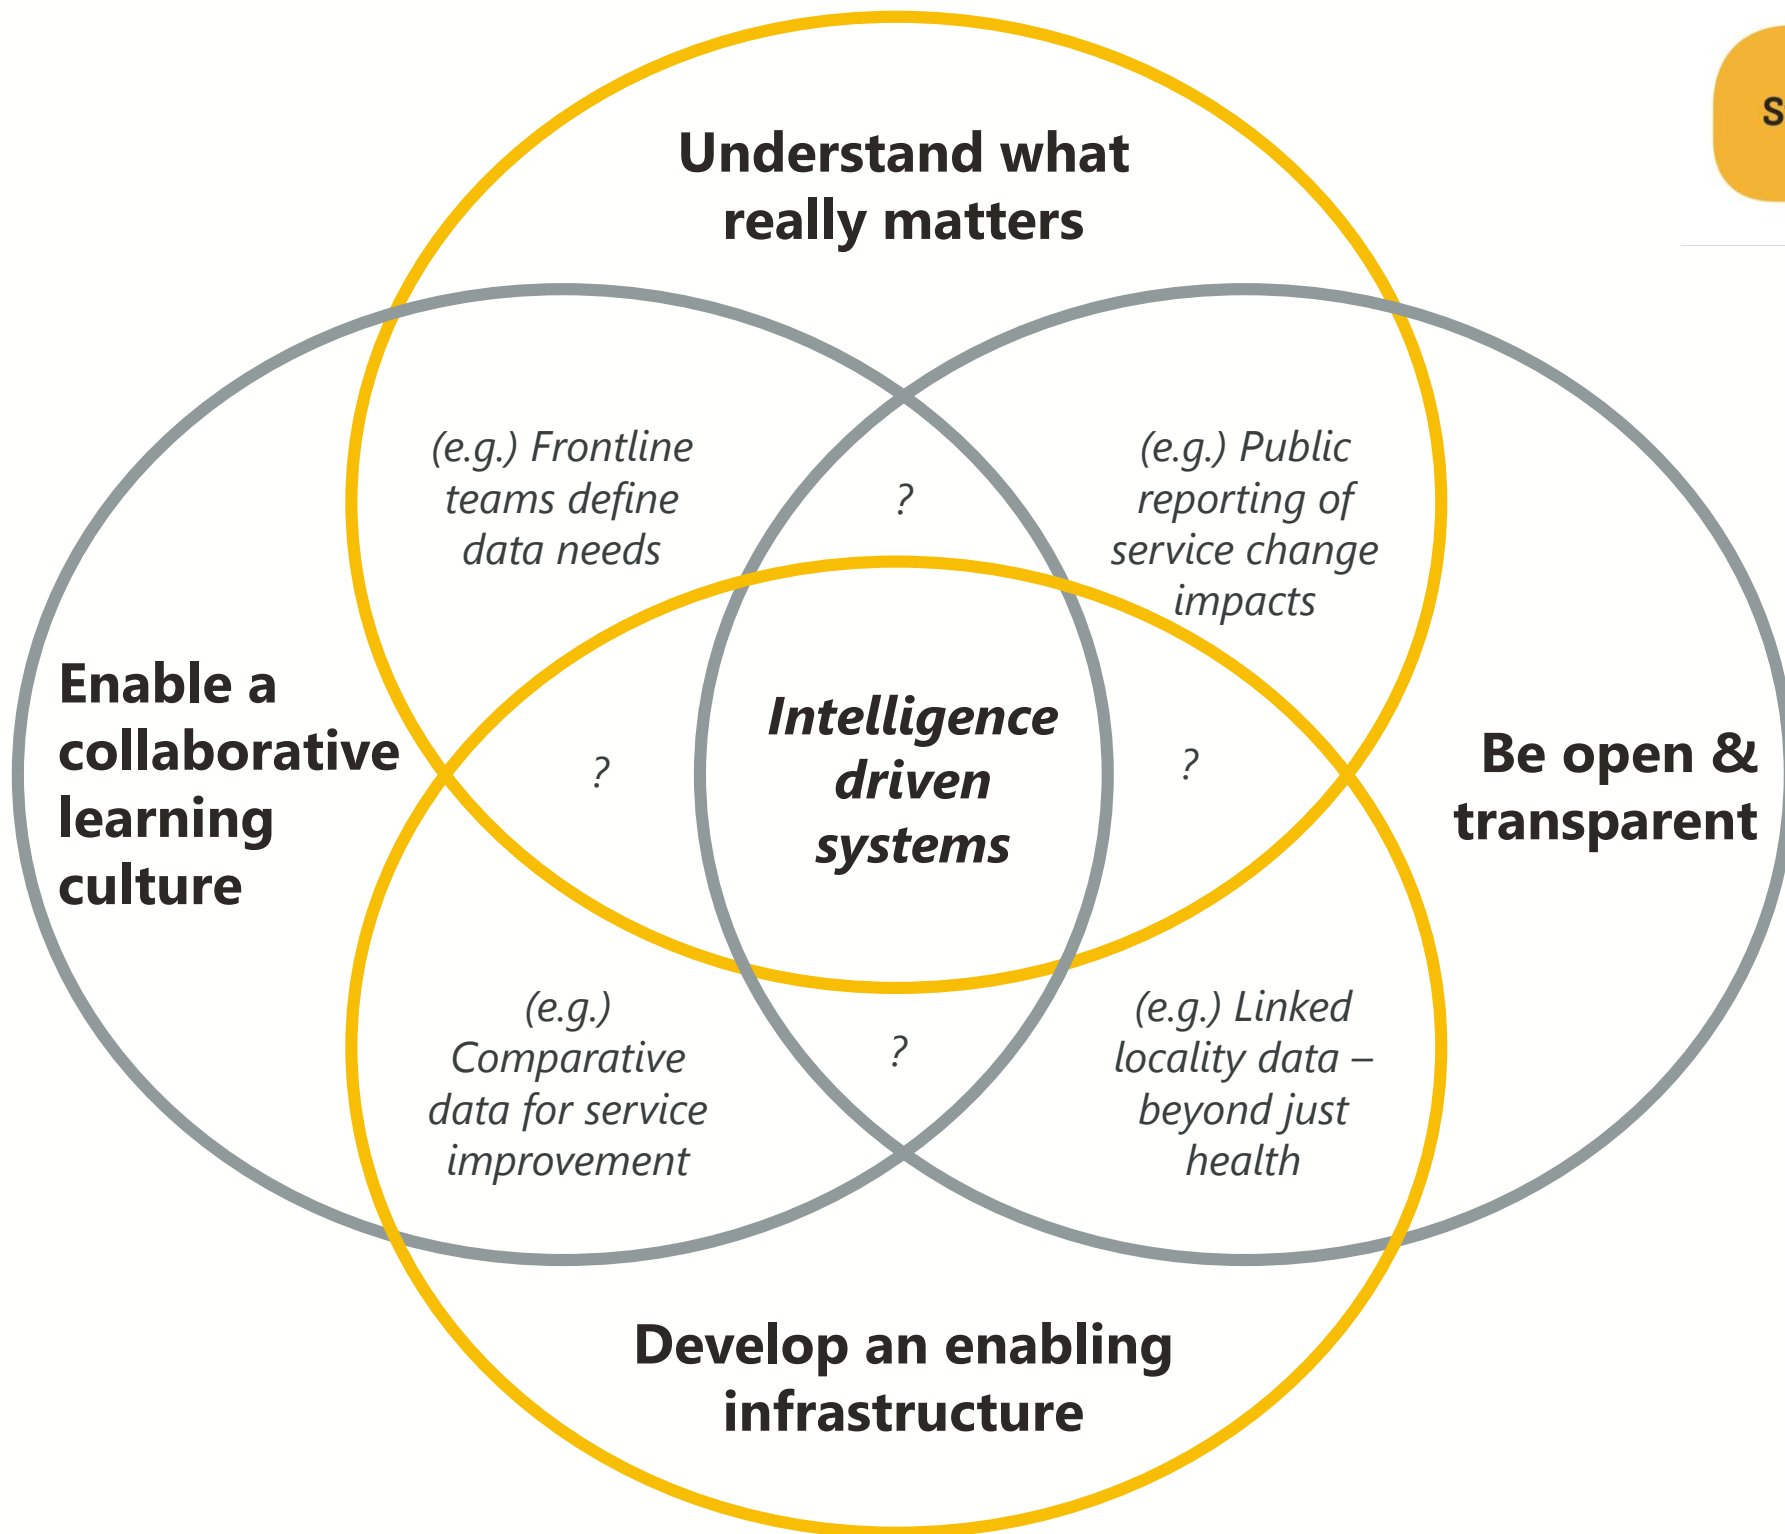 Understand what
really matters
S
(e.g.) Frontline
teams define
data needs
?
(e.g.) Public
reporting of
service change
impacts
Enable a
collaborative
learning
culture
?
Intelligence
driven
systems
?
Be open &
transparent
(e.g.)
Comparative
data for service
improvement
?
(e.g.) Linked
locality data –
beyond just
health
Develop an enabling
infrastructure